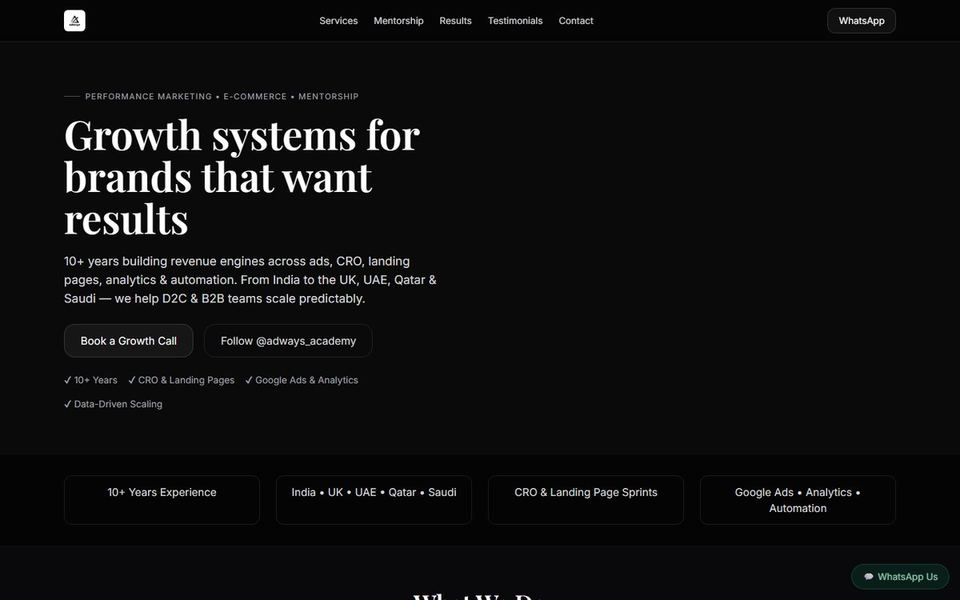 Services Mentorship Results Testimonials Contact WhatsApp
PERFORMANCE MARKETING • E-COMMERCE • MENTORSHIP
Growth systems for
brands that want
results
10+ years building revenue engines across ads, CRO, landing
pages, analytics & automation. From India to the UK, UAE, Qatar &
Saudi — we help D2C & B2B teams scale predictably.
Book a Growth Call Follow @adways_academy
✓ 10+ Years ✓ CRO & Landing Pages ✓ Google Ads & Analytics
✓ Data-Driven Scaling
10+ Years Experience India • UK • UAE • Qatar • Saudi CRO & Landing Page Sprints Google Ads • Analytics •
Automation
WhatsApp Us
What We Do